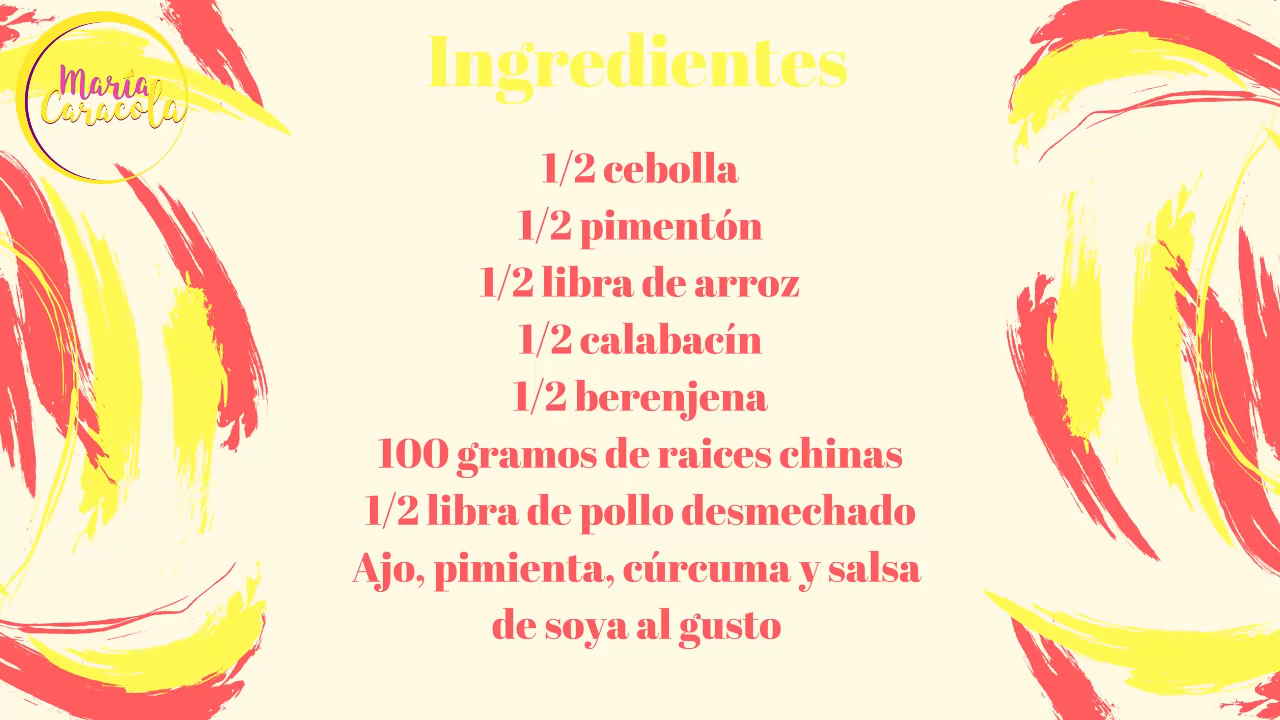 María
Caracola
Ingredientes
1/2 cebolla
1/2 pimentón
1/2 libra de arroz
1/2 calabacín
1/2 berenjena
100 gramos de raices chinas
1/2 libra de pollo desmechado
Ajo, pimienta, cúrcuma y salsa
de soya al gusto